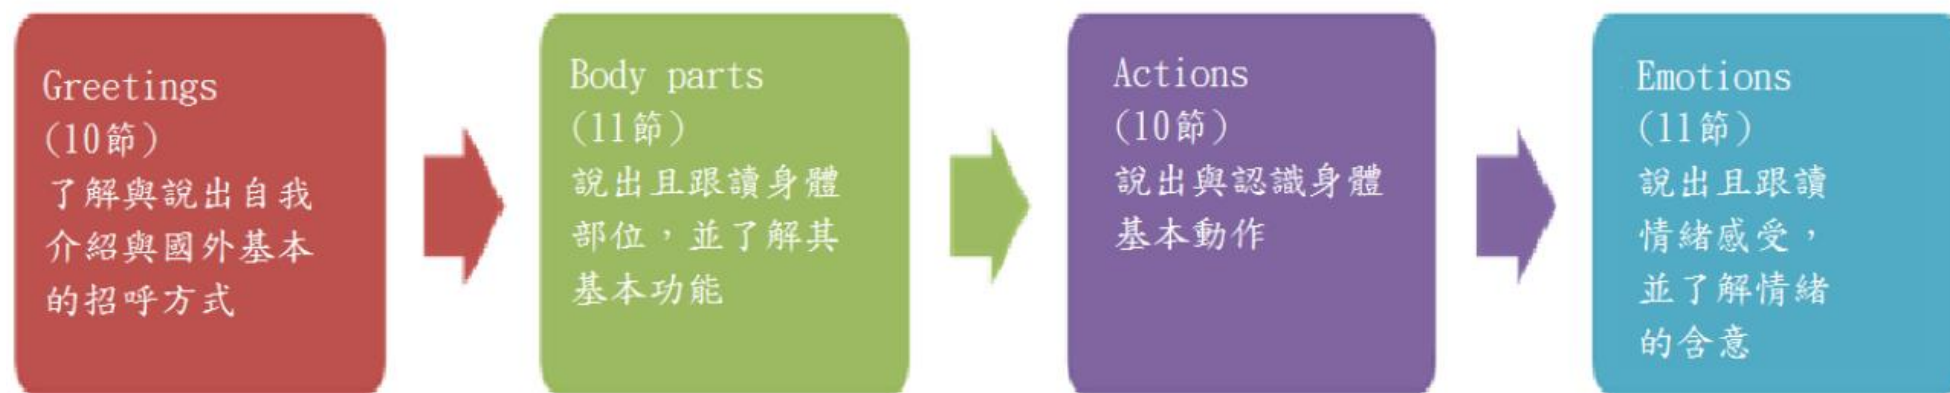 Greetings
(10節)
了解與說出自我
介紹與國外基本
的招呼方式
Body parts
(11節)
說出且跟讀身體
部位，並了解其
基本功能
Actions
(10節)
說出與認識身體
基本動作
Emotions
(11節)
說出且跟讀
情緒感受，
並了解情緒
的含意